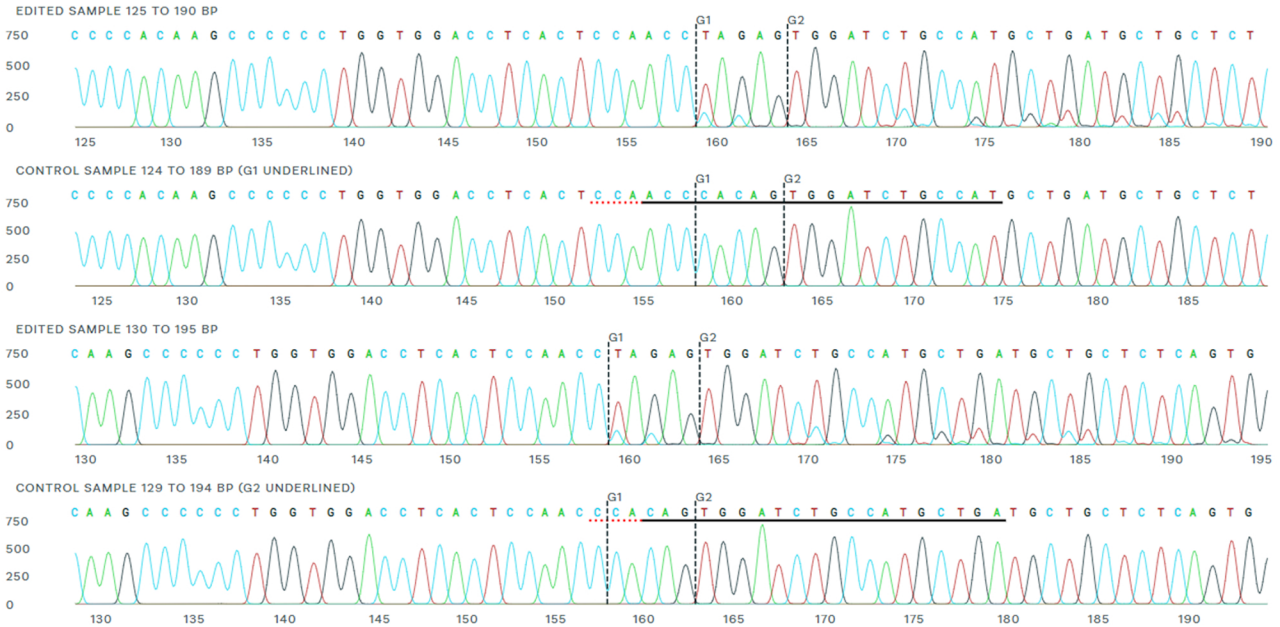 EDITED SAMPLE 125 TO 190 BP
G1 G2
750 C C C C A C A A G C C C C C C T G G T G G A C C T C A C T C C A A C C T A G A G T G G A T C T G C C A T G C T G A T G C T G C T C T
500
250
0
125 130 135 140 145 150 155 160 165 170 175 180 185 190
CONTROL SAMPLE 124 TO 189 BP (G1 UNDERLINED)
G1 G2
750 C C C C A C A A G C C C C C C T G G T G G A C C T C A C T C C A A C C C A C A G T G G A T C T G C C A T G C T G A T G C T G C T C T
500
250
0
125 130 135 140 145 150 155 160 165 170 175 180 185
EDITED SAMPLE 130 TO 195 BP
G1 G2
750 C A A G C C C C C C T G G T G G A C C T C A C T C C A A C C T A G A G T G G A T C T G C C A T G C T G A T G C T G C T C T C A G T G
500
250
0
130 135 140 145 150 155 160 165 170 175 180 185 190 195
CONTROL SAMPLE 129 TO 194 BP (G2 UNDERLINED)
G1 G2
750 C A A G C C C C C C T G G T G G A C C T C A C T C C A A C C C A C A G T G G A T C T G C C A T G C T G A T G C T G C T C T C A G T G
500
250
0
130 135 140 145 150 155 160 165 170 175 180 185 190